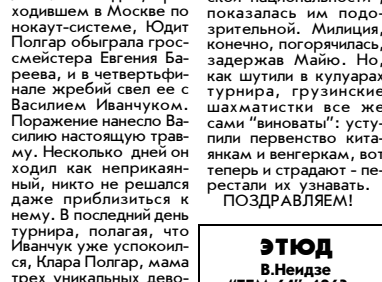 ходившем в Москве по
нокаут-системе, Юдит
Полгар обыграла грос-
смейстера Евгения Ба-
реева, и в четвертьфи-
нале жребий свел ее с
Василием Иванчуком.
Поражение нанесло Ва-
силию настоящую трав-
му. Несколько дней он
ходил как неприкаян-
ный, никто не решался
даже приблизиться к
нему. В последний день
турнира, полагая, что
Иванчук уже успокоил-
ся, Клара Полгар, мама
трех уникальных дево-
показалась им подо-
зрительной. Милиция,
конечно, погорячилась,
задержав Майю. Но,
как шутили в кулуарах
турнира, грузинские
шахматистки все же
сами "виноваты": усту-
пили первенство кита-
янкам и венгеркам, вот
теперь и страдают - пе-
рестали их узнавать.
ПОЗДРАВЛЯЕМ!
ЭТЮД
В.Неидзе